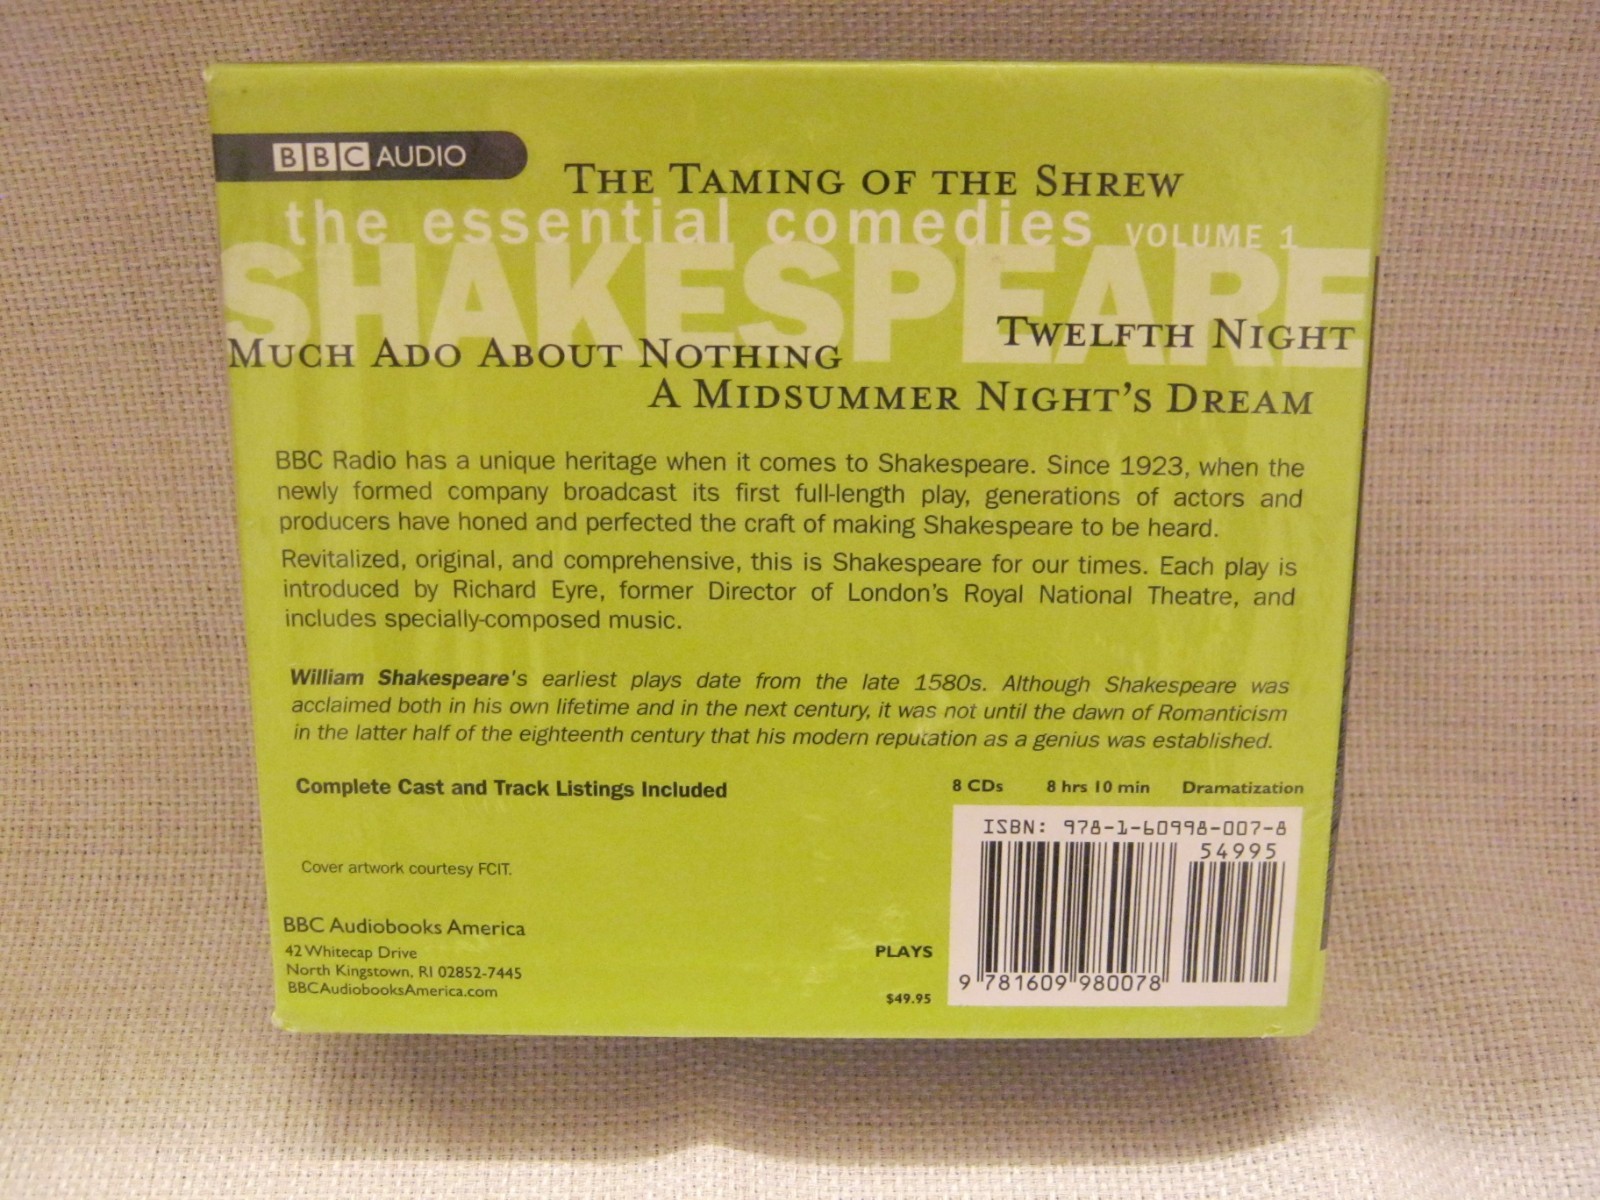 BBC AUDIO
THE TAMING OF THE SHREW
the essential comedies VOLUME 1
SHAKESPEARE
TWELFTH NIGHT
MUCH ADO ABOUT NOTHING
A MIDSUMMER NIGHT'S DREAM
BBC Radio has a unique heritage when it comes to Shakespeare. Since 1923, when the
newly formed company broadcast its first full-length play, generations of actors and
producers have honed and perfected the craft of making Shakespeare to be heard.
Revitalized, original, and comprehensive, this is Shakespeare for our times. Each play is
introduced by Richard Eyre, former Director of London's Royal National Theatre, and
includes specially-composed music.
William Shakespeare's earliest plays date from the late 1580s. Although Shakespeare was
acclaimed both in his own lifetime and in the next century, it was not until the dawn of Romanticism
in the latter half of the eighteenth century that his modern reputation as a genius was established.
Complete Cast and Track Listings Included
8 CDs 8 hrs 10 min Dramatization
ISBN: 978-1-60998-007-8
54995
Cover artwork courtesy FCIT.
BBC Audiobooks America
42 Whitecap Drive
North Kingstown, RI 02852-7445
BBCAudiobooksAmerica.com
PLAYS
$49.95
9 781609 980078